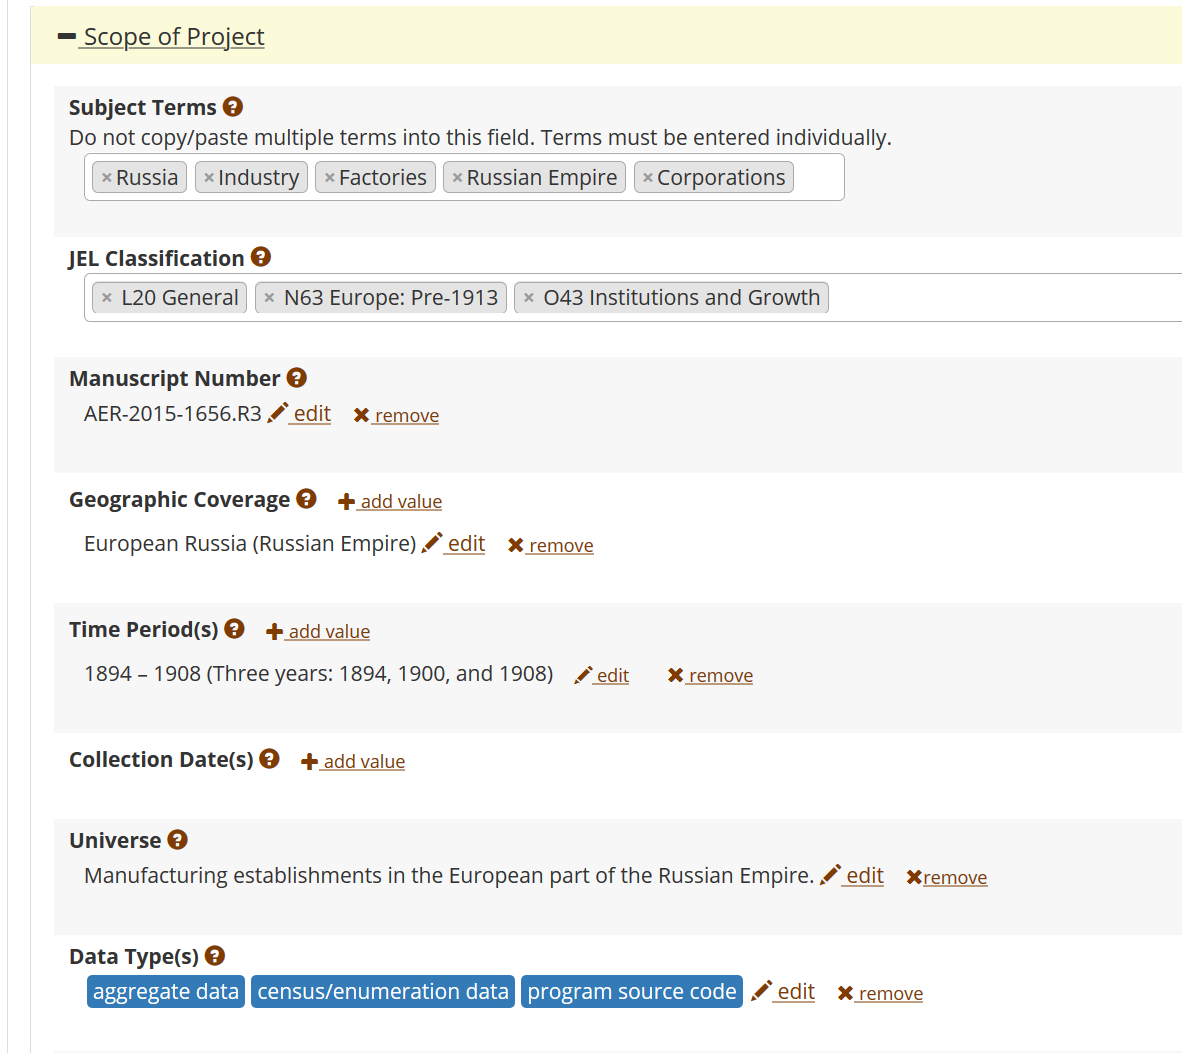 Scope of Project
Subject Terms ?
Do not copy/paste multiple terms into this field. Terms must be entered individually.
× Russia × Industry × Factories × Russian Empire × Corporations
JEL Classification ?
× L20 General × N63 Europe: Pre-1913 × O43 Institutions and Growth
Manuscript Number ?
AER-2015-1656.R3 edit remove
Geographic Coverage ? add value
European Russia (Russian Empire) edit remove
Time Period(s) ? add value
1894 – 1908 (Three years: 1894, 1900, and 1908) edit remove
Collection Date(s) ? add value
Universe ?
Manufacturing establishments in the European part of the Russian Empire. edit remove
Data Type(s) ?
aggregate data census/enumeration data program source code edit remove